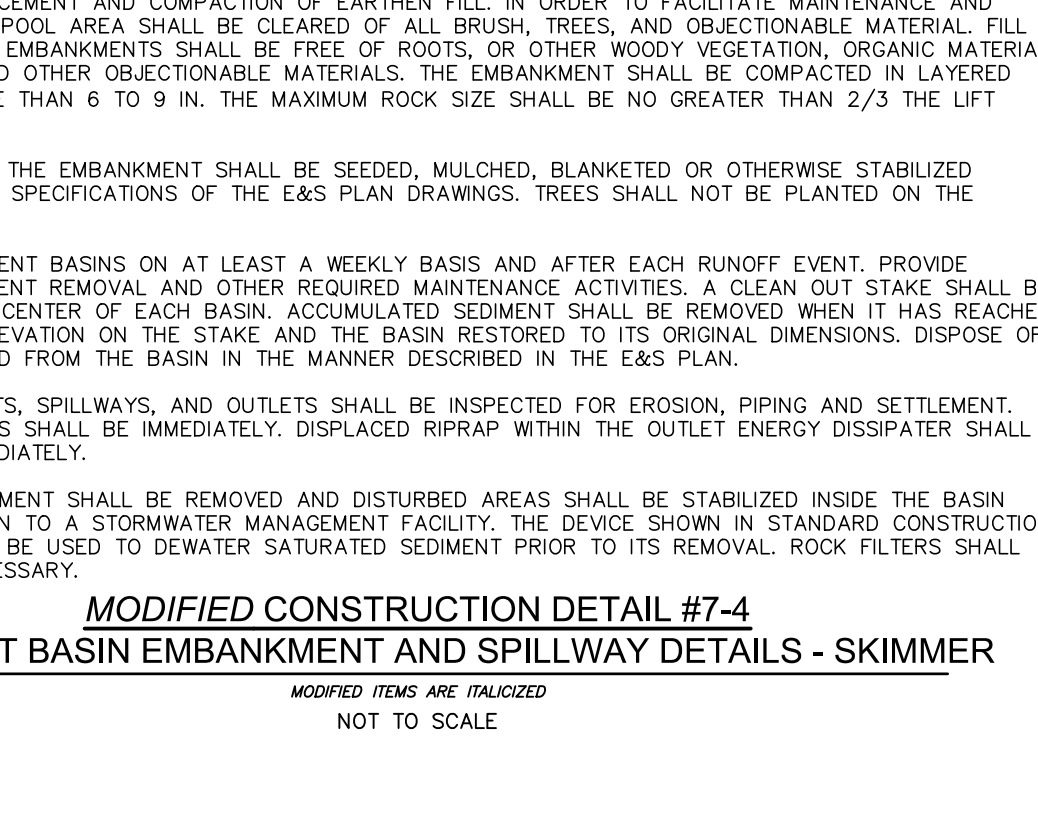 CEMENT AND COMPACTION OF EARTHEN FILL. IN ORDER TO FACILITATE MAINTENANCE AND
POOL AREA SHALL BE CLEARED OF ALL BRUSH, TREES, AND OBJECTIONABLE MATERIAL. FILL
EMBANKMENTS SHALL BE FREE OF ROOTS, OR OTHER WOODY VEGETATION, ORGANIC MATERIA
D OTHER OBJECTIONABLE MATERIALS. THE EMBANKMENT SHALL BE COMPACTED IN LAYERED
E THAN 6 TO 9 IN. THE MAXIMUM ROCK SIZE SHALL BE NO GREATER THAN 2/3 THE LIFT
THE EMBANKMENT SHALL BE SEEDED, MULCHED, BLANKETED OR OTHERWISE STABILIZED
SPECIFICATIONS OF THE E&S PLAN DRAWINGS. TREES SHALL NOT BE PLANTED ON THE
ENT BASINS ON AT LEAST A WEEKLY BASIS AND AFTER EACH RUNOFF EVENT. PROVIDE
ENT REMOVAL AND OTHER REQUIRED MAINTENANCE ACTIVITIES. A CLEAN OUT STAKE SHALL B
CENTER OF EACH BASIN. ACCUMULATED SEDIMENT SHALL BE REMOVED WHEN IT HAS REACHE
EVATION ON THE STAKE AND THE BASIN RESTORED TO ITS ORIGINAL DIMENSIONS. DISPOSE OF
D FROM THE BASIN IN THE MANNER DESCRIBED IN THE E&S PLAN.
TS, SPILLWAYS, AND OUTLETS SHALL BE INSPECTED FOR EROSION, PIPING AND SETTLEMENT.
S SHALL BE IMMEDIATELY. DISPLACED RIPRAP WITHIN THE OUTLET ENERGY DISSIPATER SHALL
DIATELY.
MENT SHALL BE REMOVED AND DISTURBED AREAS SHALL BE STABILIZED INSIDE THE BASIN
N TO A STORMWATER MANAGEMENT FACILITY. THE DEVICE SHOWN IN STANDARD CONSTRUCTIO
BE USED TO DEWATER SATURATED SEDIMENT PRIOR TO ITS REMOVAL. ROCK FILTERS SHALL
ESSARY.
MODIFIED CONSTRUCTION DETAIL #7-4
T BASIN EMBANKMENT AND SPILLWAY DETAILS - SKIMMER
MODIFIED ITEMS ARE ITALICIZED
NOT TO SCALE